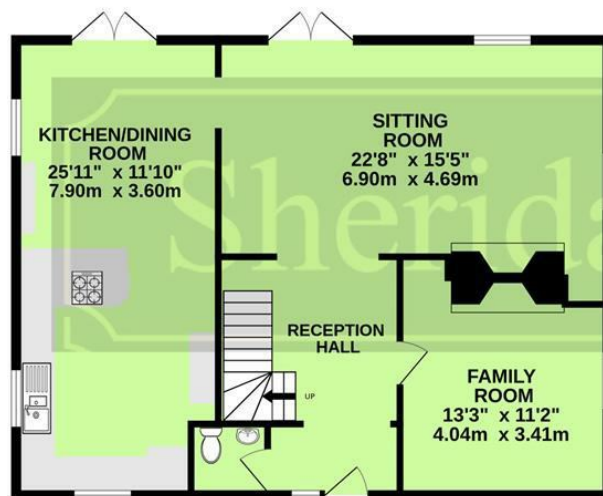 KITCHEN/DINING
ROOM
25'11" x 11'10"
7.90m x 3.60m
SITTING
ROOM
22'8" x 15'5"
6.90m x 4.69m
Sherida
RECEPTION
HALL
UP
FAMILY
ROOM
13'3" x 11'2"
4.04m x 3.41m